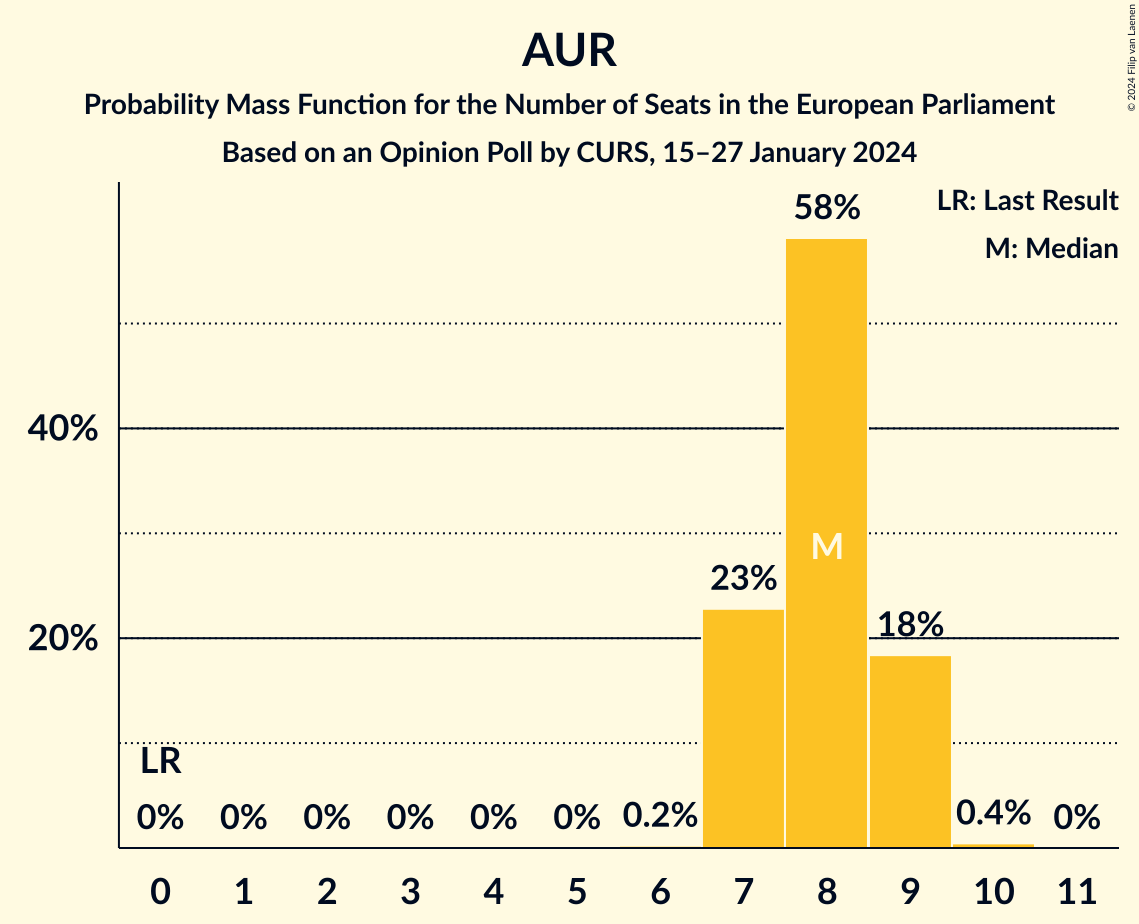 AUR
Probability Mass Function for the Number of Seats in the European Parliament
Based on an Opinion Poll by CURS, 15–27 January 2024
© 2024 Filip van Laenen
LR: Last Result
M: Median
58%
40%
M
23%
20%
18%
LR
0% 0% 0% 0% 0% 0% 0.2% 0.4% 0%
0 1 2 3 4 5 6 7 8 9 10 11